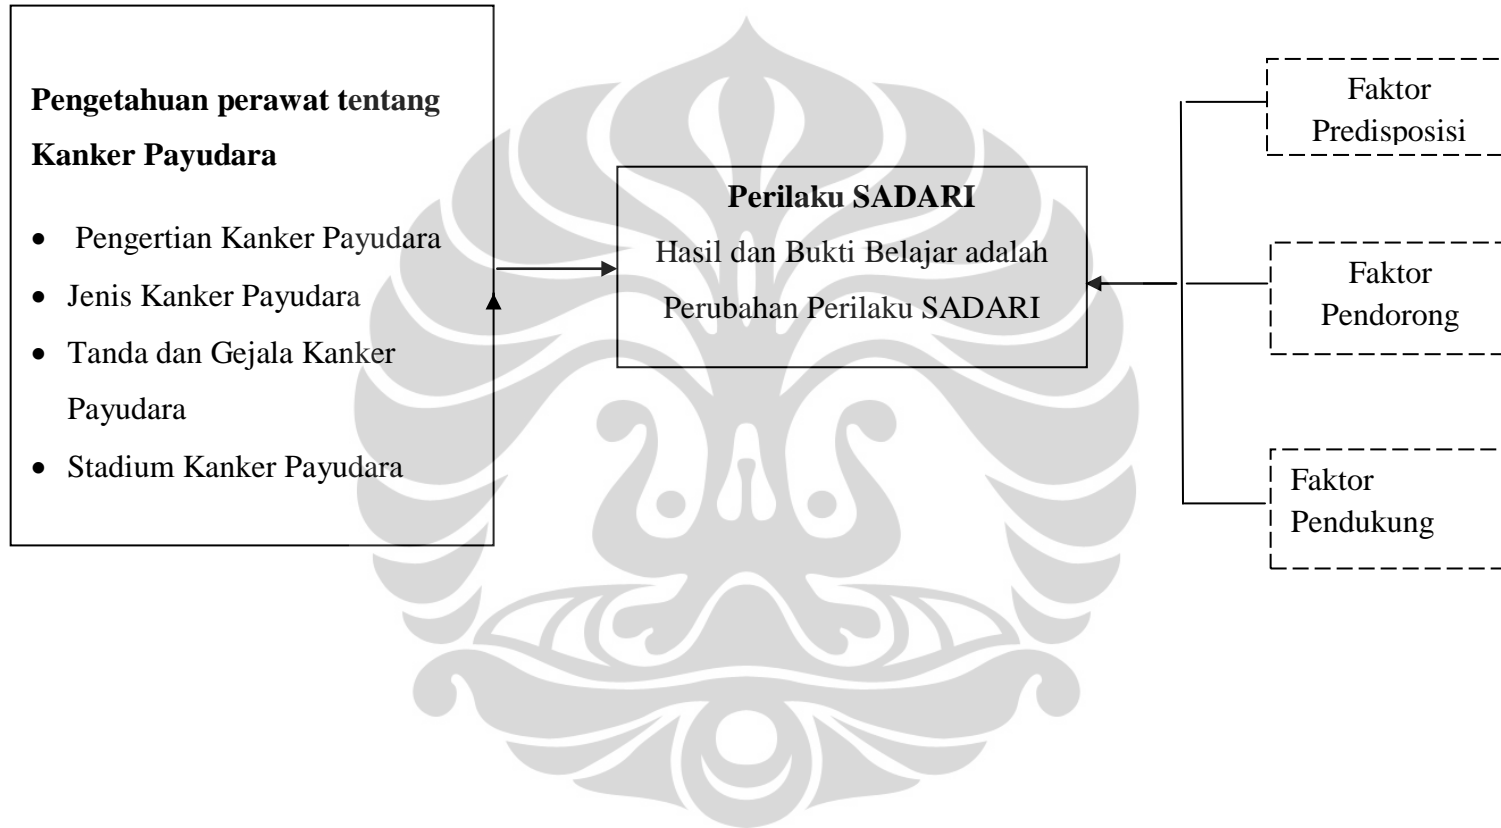 Pengetahuan perawat tentang
Kanker Payudara
• Pengertian Kanker Payudara
• Jenis Kanker Payudara
• Tanda dan Gejala Kanker
Payudara
• Stadium Kanker Payudara
Perilaku SADARI
Hasil dan Bukti Belajar adalah
Perubahan Perilaku SADARI
Faktor
Predisposisi
Faktor
Pendorong
Faktor
Pendukung